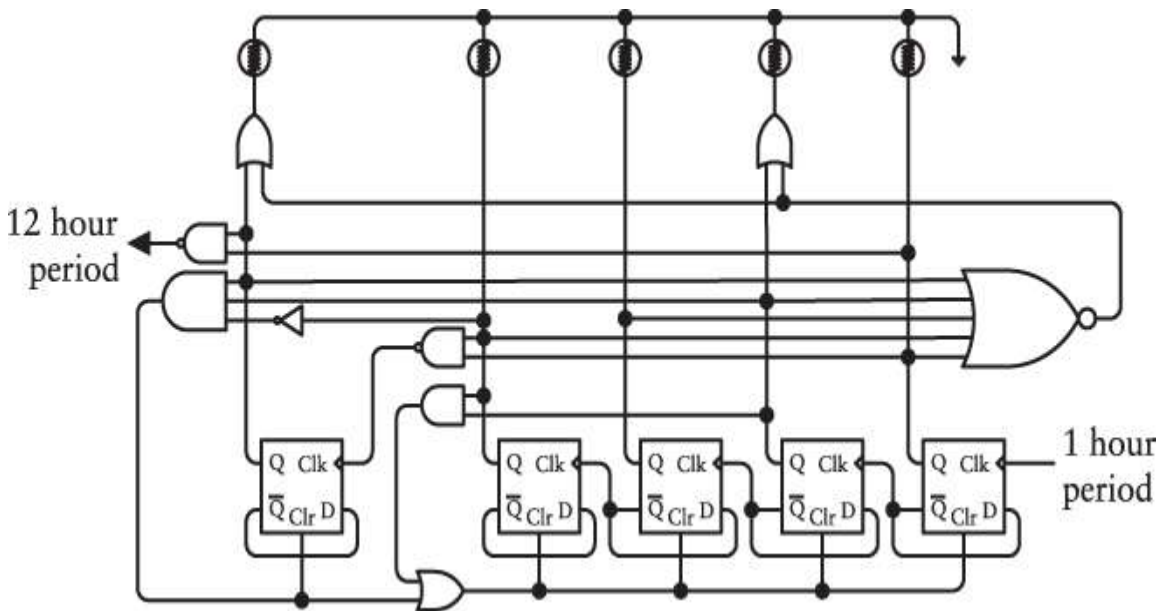 12 hour
period
Q Clk
Q̅ Clr D
Q Clk
Q̅ Clr D
Q Clk
Q̅ Clr D
Q Clk
Q̅ Clr D
Q Clk
Q̅ Clr D
1 hour
period